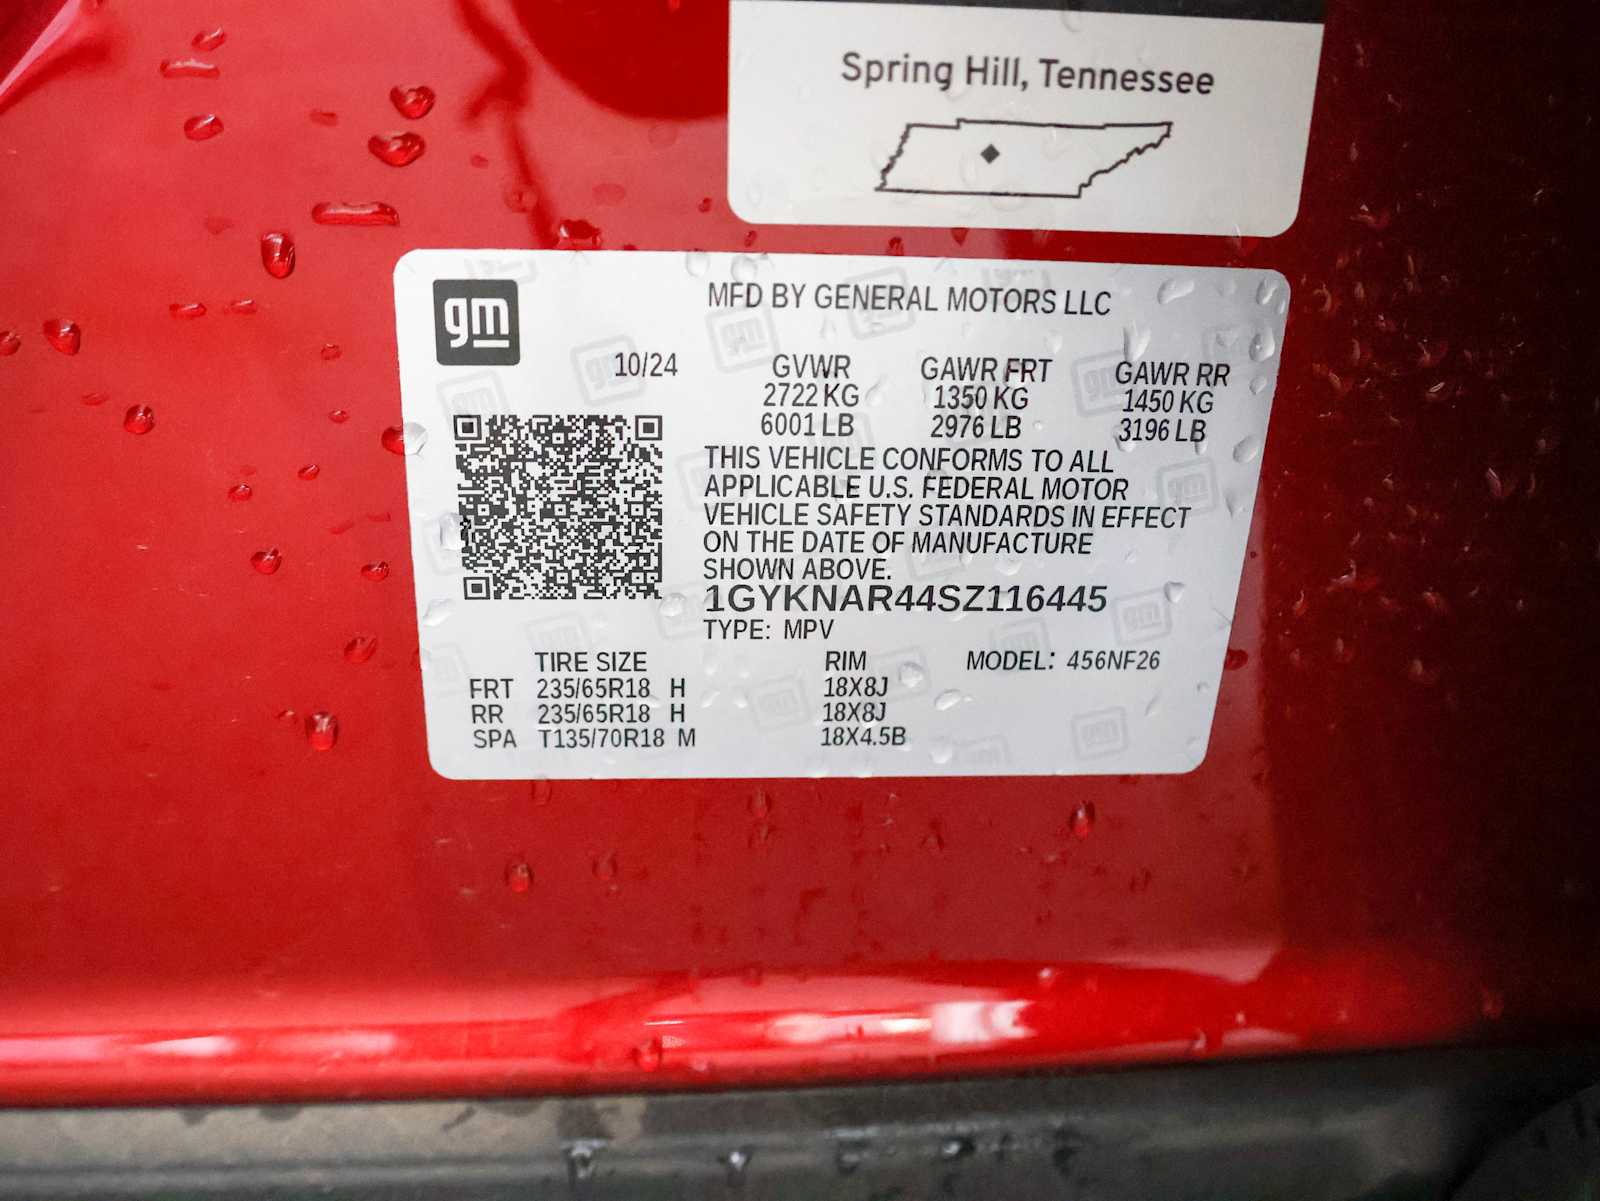 Spring Hill, Tennessee
gm
MFD BY GENERAL MOTORS LLC
10/24 GVWR GAWR FRT GAWR RR
2722 KG 1350 KG 1450 KG
6001 LB 2976 LB 3196 LB
THIS VEHICLE CONFORMS TO ALL
APPLICABLE U.S. FEDERAL MOTOR
VEHICLE SAFETY STANDARDS IN EFFECT
ON THE DATE OF MANUFACTURE
SHOWN ABOVE.
1GYKNAR44SZ116445
TYPE: MPV
TIRE SIZE RIM MODEL: 456NF26
FRT 235/65R18 H 18X8J
RR 235/65R18 H 18X8J
SPA T135/70R18 M 18X4.5B